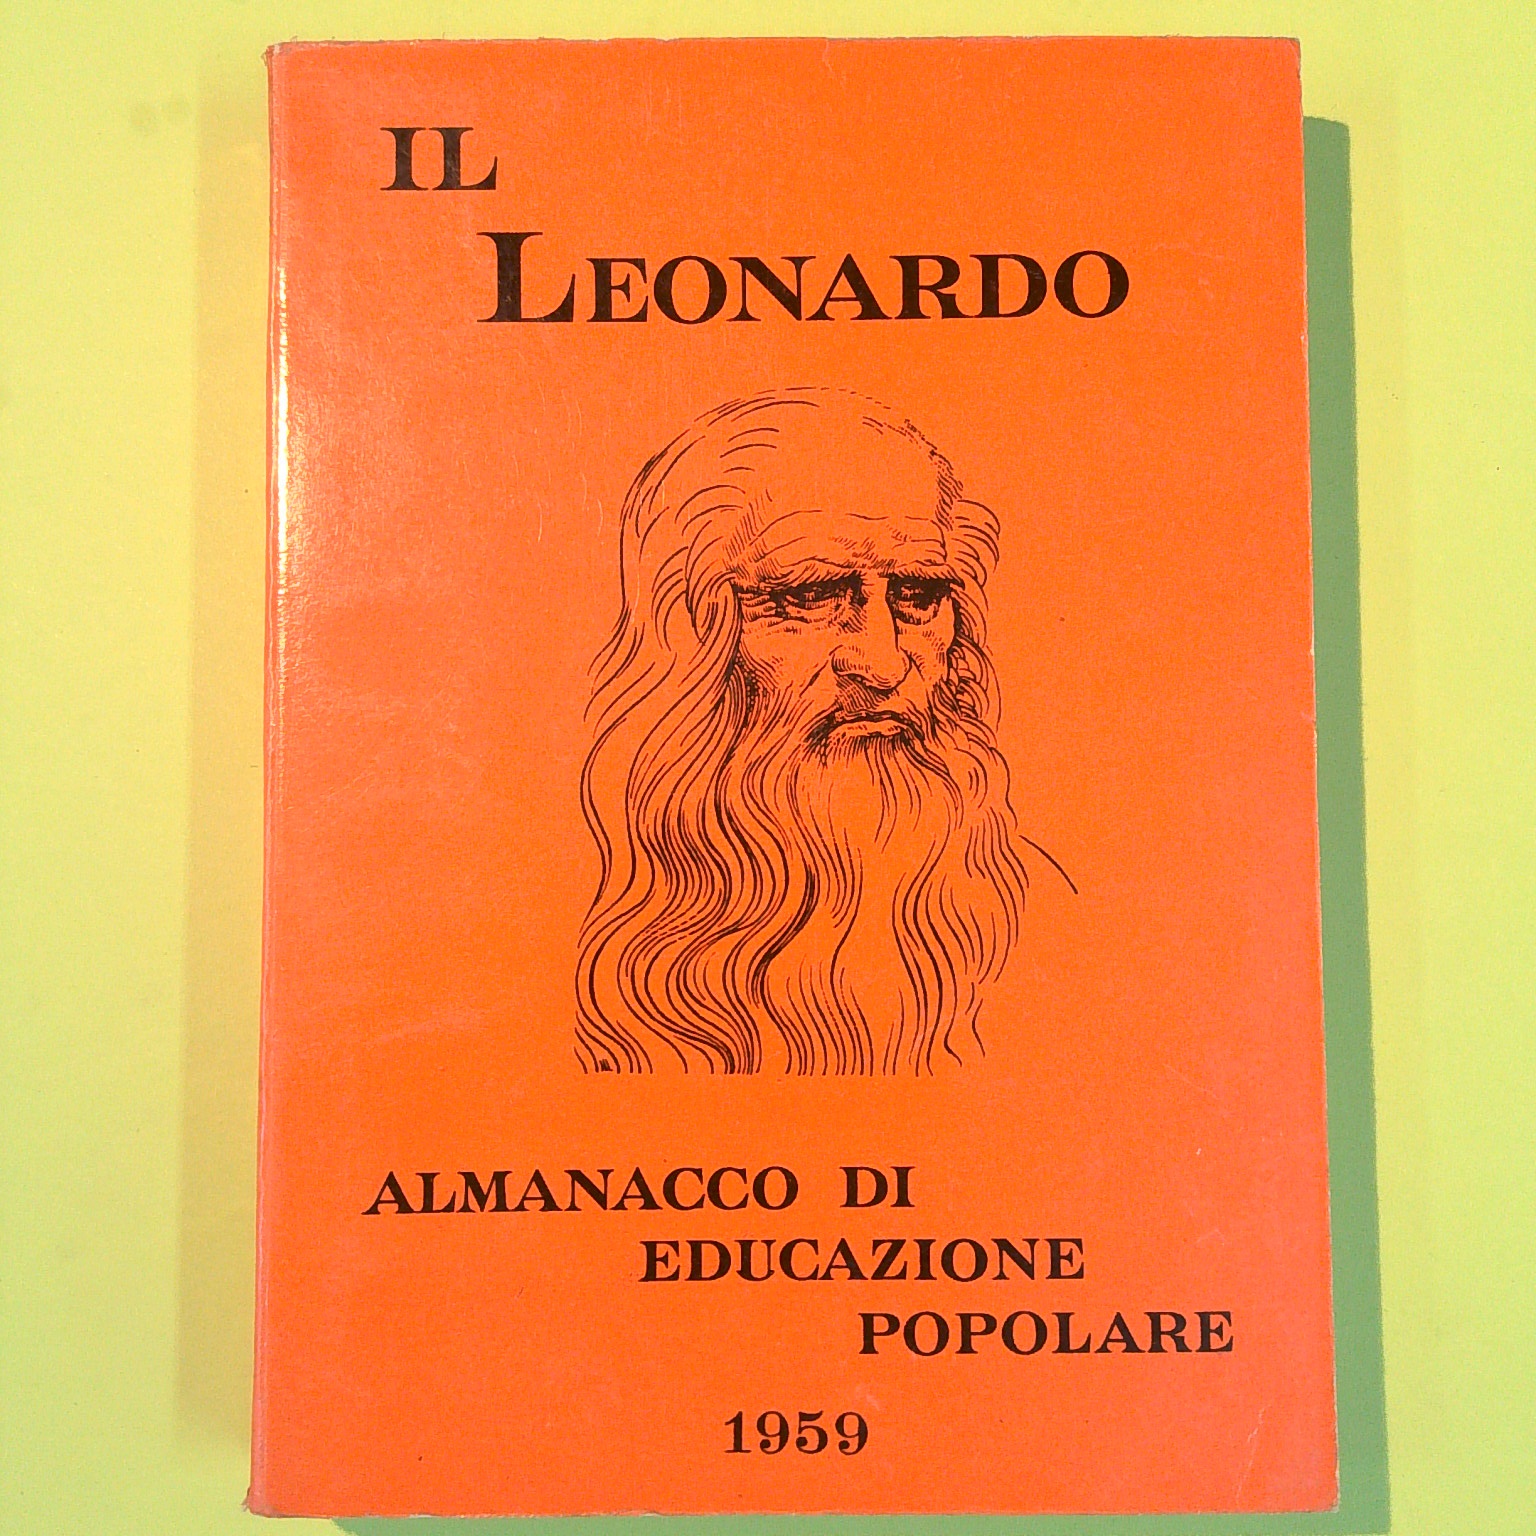 IL
LEONARDO
ALMANACCO DI
EDUCAZIONE
POPOLARE
1959